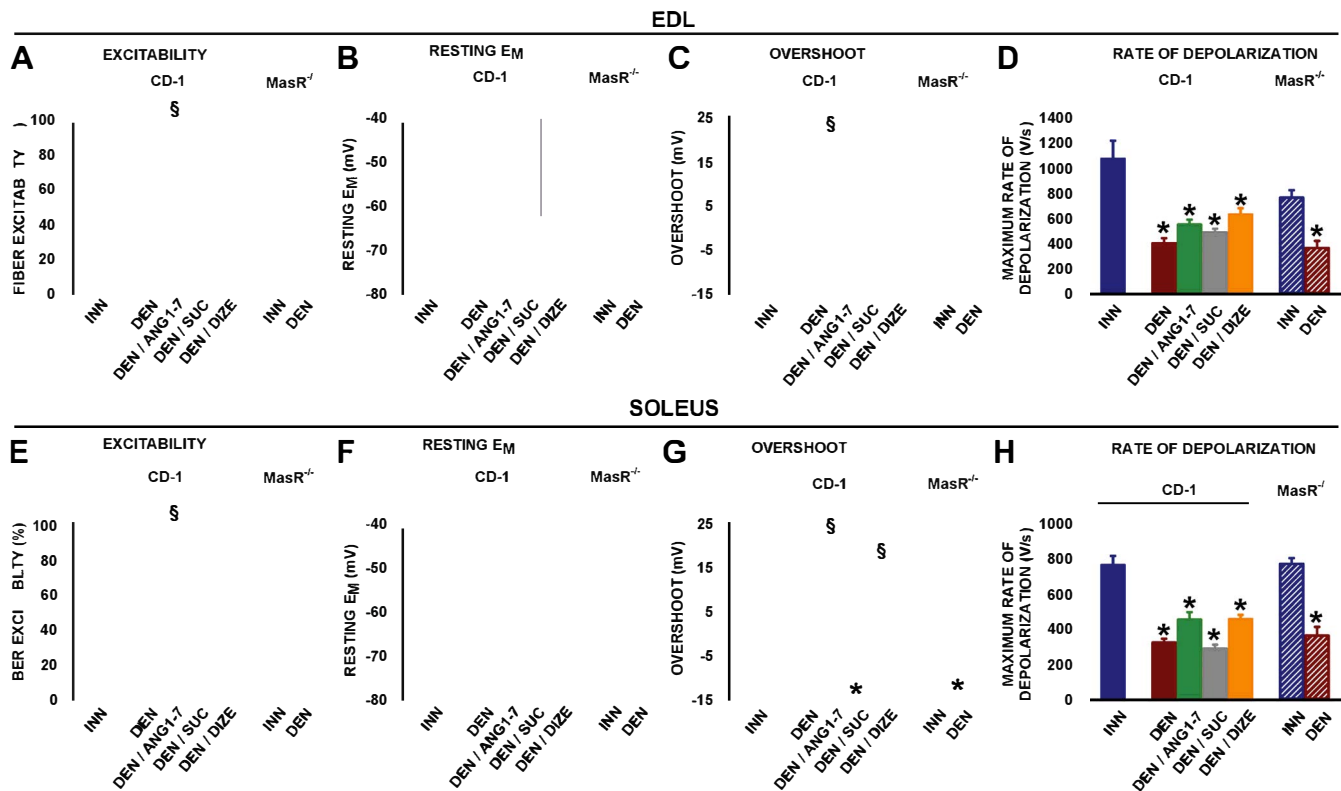 EDL
A
EXCITABILITY
CD-1
MasR-/
§
FIBER EXCITAB TY )
100
80
60
40
20
0
INN
DEN
DEN / ANG1-7
DEN / SUC
DEN / DIZE
INN
DEN
B
RESTING EM
CD-1
MasR-/-
RESTING EM (mV)
-40
-50
-60
-70
-80
INN
DEN
DEN / ANG1-7
DEN / SUC
DEN / DIZE
INN
DEN
C
OVERSHOOT
CD-1
MasR-/-
§
OVERSHOOT (mV)
25
15
5
-5
-15
INN
DEN
DEN / ANG1-7
DEN / SUC
DEN / DIZE
INN
DEN
D
RATE OF DEPOLARIZATION
CD-1
MasR-/-
MAXIMUM RATE OF
DEPOLARIZATION (V/s)
1400
1200
1000
800
600
400
200
0
* * * * *
INN
DEN
DEN / ANG1-7
DEN / SUC
DEN / DIZE
INN
DEN
SOLEUS
E
EXCITABILITY
CD-1
MasR-/-
§
BER EXCI BLTY (%)
100
80
60
40
20
0
INN
DEN
DEN / ANG1-7
DEN / SUC
DEN / DIZE
INN
DEN
F
RESTING EM
CD-1
MasR-/-
RESTING EM (mV)
-40
-50
-60
-70
-80
INN
DEN
DEN / ANG1-7
DEN / SUC
DEN / DIZE
INN
DEN
G
OVERSHOOT
CD-1
MasR-/-
§
§
OVERSHOOT (mV)
25
15
5
-5
-15
* *
INN
DEN
DEN / ANG1-7
DEN / SUC
DEN / DIZE
INN
DEN
H
RATE OF DEPOLARIZATION
CD-1
MasR-/
MAXIMUM RATE OF
DEPOLARIZATION (V/s)
1000
800
600
400
200
0
* * * * *
INN
DEN
DEN / ANG1-7
DEN / SUC
DEN / DIZE
INN
DEN